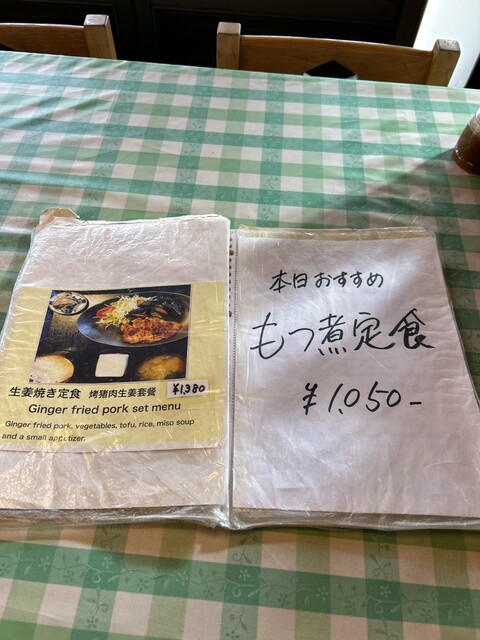 生姜焼き定食 烤猪肉生姜套餐 ¥1,380
Ginger fried pork set menu
Ginger fried pork, vegetables, tofu, rice, miso soup
and a small appetizer.
本日おすすめ
もつ煮定食
¥1,050-